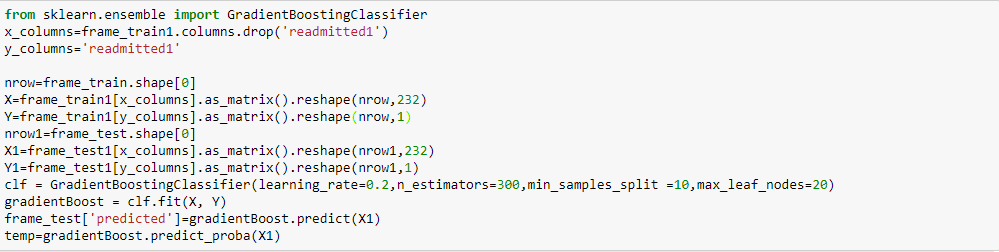 from sklearn.ensemble import GradientBoostingClassifier
x_columns=frame_train1.columns.drop('readmitted1')
y_columns='readmitted1'
nrow=frame_train.shape[0]
X=frame_train1[x_columns].as_matrix().reshape(nrow,232)
Y=frame_train1[y_columns].as_matrix().reshape(nrow,1)
nrow1=frame_test.shape[0]
X1=frame_test1[x_columns].as_matrix().reshape(nrow1,232)
Y1=frame_test1[y_columns].as_matrix().reshape(nrow1,1)
clf = GradientBoostingClassifier(learning_rate=0.2,n_estimators=300,min_samples_split =10,max_leaf_nodes=20)
gradientBoost = clf.fit(X, Y)
frame_test['predicted']=gradientBoost.predict(X1)
temp=gradientBoost.predict_proba(X1)